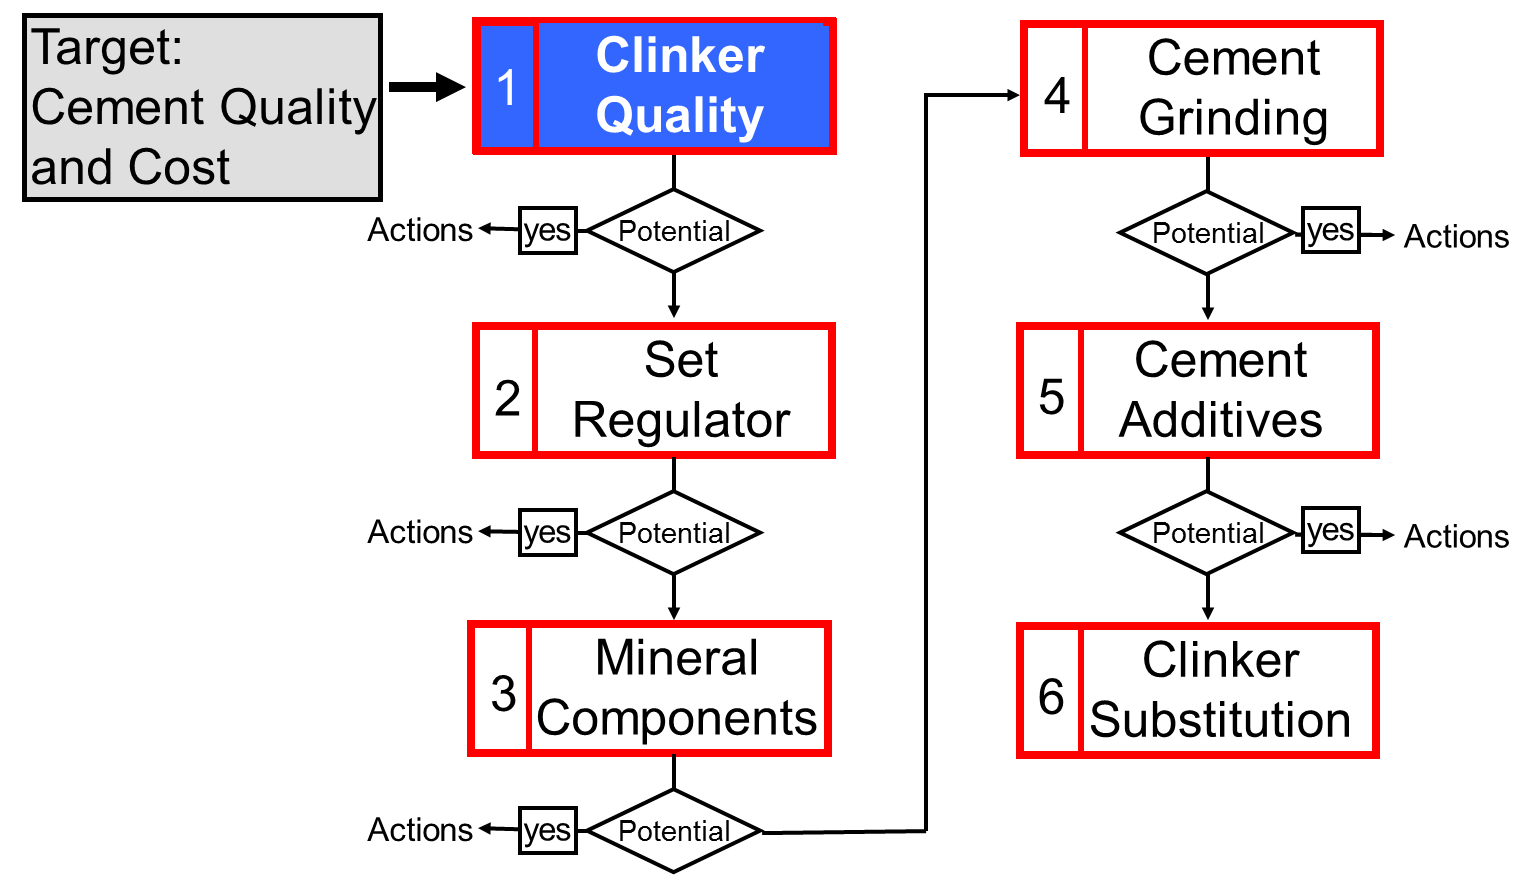 Target:
Cement Quality
and Cost
1
Clinker
Quality
Potential
yes
Actions
2
Set
Regulator
Potential
yes
Actions
3
Mineral
Components
Potential
yes
Actions
4
Cement
Grinding
Potential
yes
Actions
5
Cement
Additives
Potential
yes
Actions
6
Clinker
Substitution